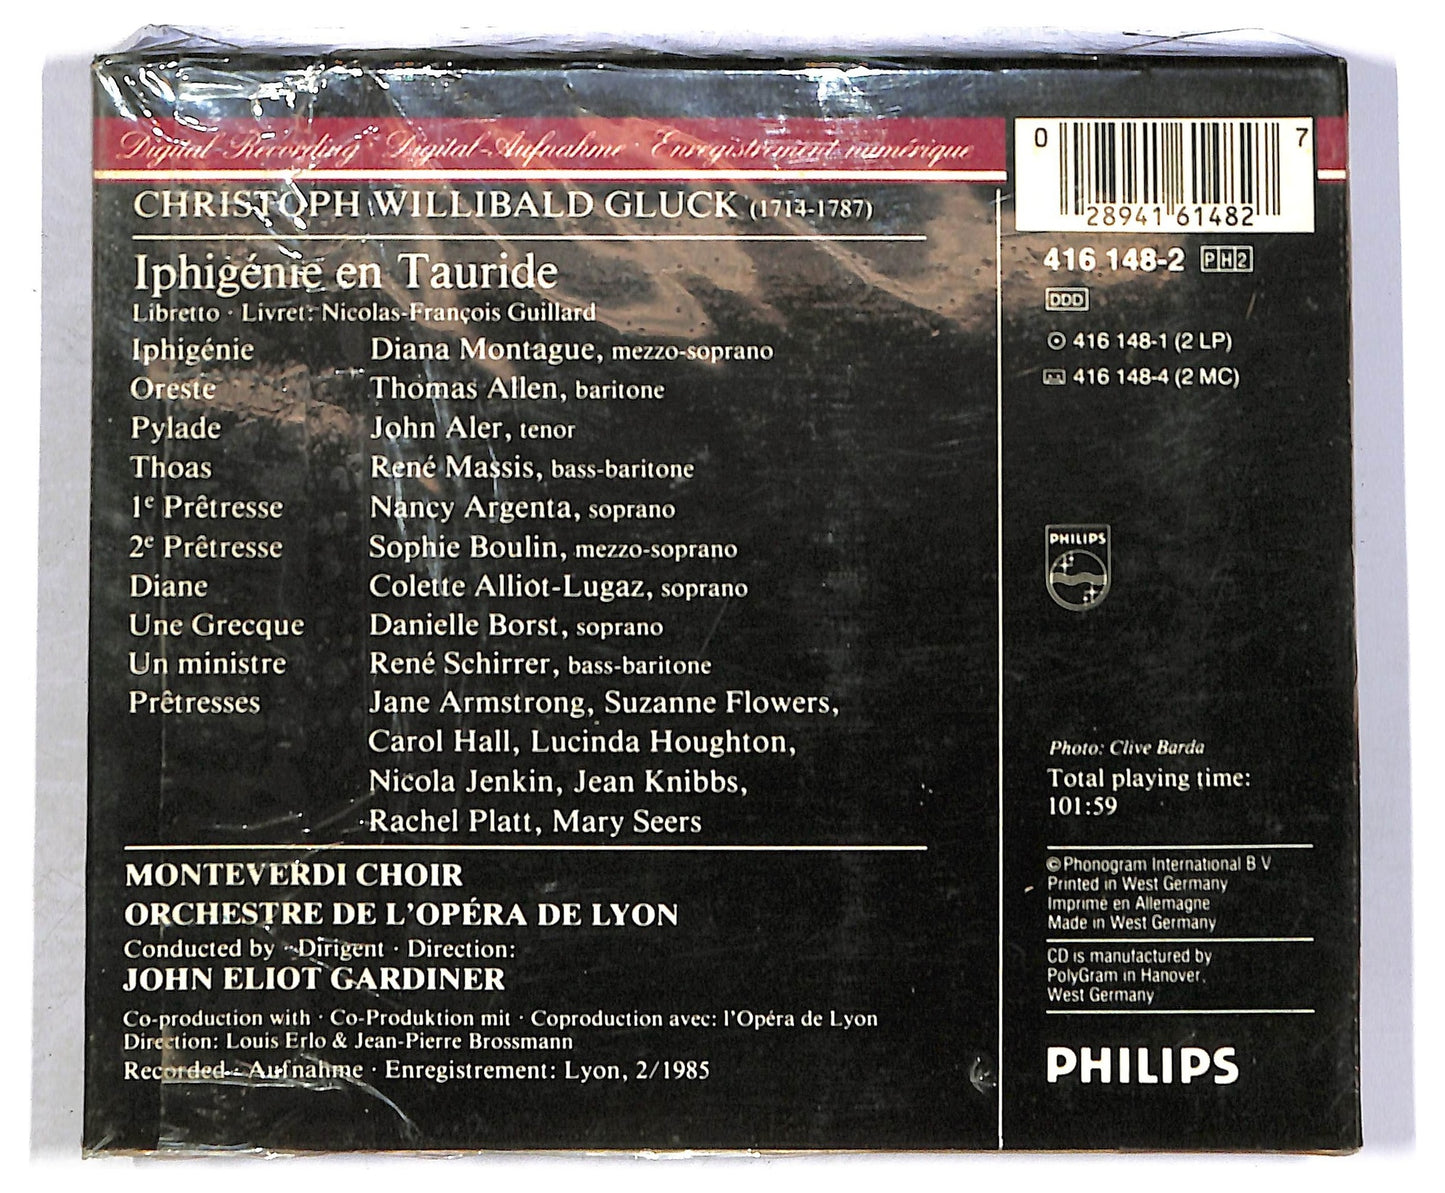 Digital-Recording · Digital-Aufnahme · Enregistrement numérique
CHRISTOPH WILLIBALD GLUCK (1714-1787)
Iphigénie en Tauride
Libretto · Livret: Nicolas-François Guillard
Iphigénie Diana Montague, mezzo-soprano
Oreste Thomas Allen, baritone
Pylade John Aler, tenor
Thoas René Massis, bass-baritone
1e Prêtresse Nancy Argenta, soprano
2e Prêtresse Sophie Boulin, mezzo-soprano
Diane Colette Alliot-Lugaz, soprano
Une Grecque Danielle Borst, soprano
Un ministre René Schirrer, bass-baritone
Prêtresses Jane Armstrong, Suzanne Flowers,
Carol Hall, Lucinda Houghton,
Nicola Jenkin, Jean Knibbs,
Rachel Platt, Mary Seers
MONTEVERDI CHOIR
ORCHESTRE DE L'OPÉRA DE LYON
Conducted by · Dirigent · Direction:
JOHN ELIOT GARDINER
Co-production with · Co-Produktion mit · Coproduction avec: l'Opéra de Lyon
Direction: Louis Erlo & Jean-Pierre Brossmann
Recorded · Aufnahme · Enregistrement: Lyon, 2/1985
0 28941 61482 7
416 148-2 PH2
DDD
416 148-1 (2 LP)
416 148-4 (2 MC)
PHILIPS
Photo: Clive Barda
Total playing time:
101:59
© Phonogram International B.V.
Printed in West Germany
Imprimé en Allemagne
Made in West Germany
CD is manufactured by
PolyGram in Hanover,
West Germany
PHILIPS